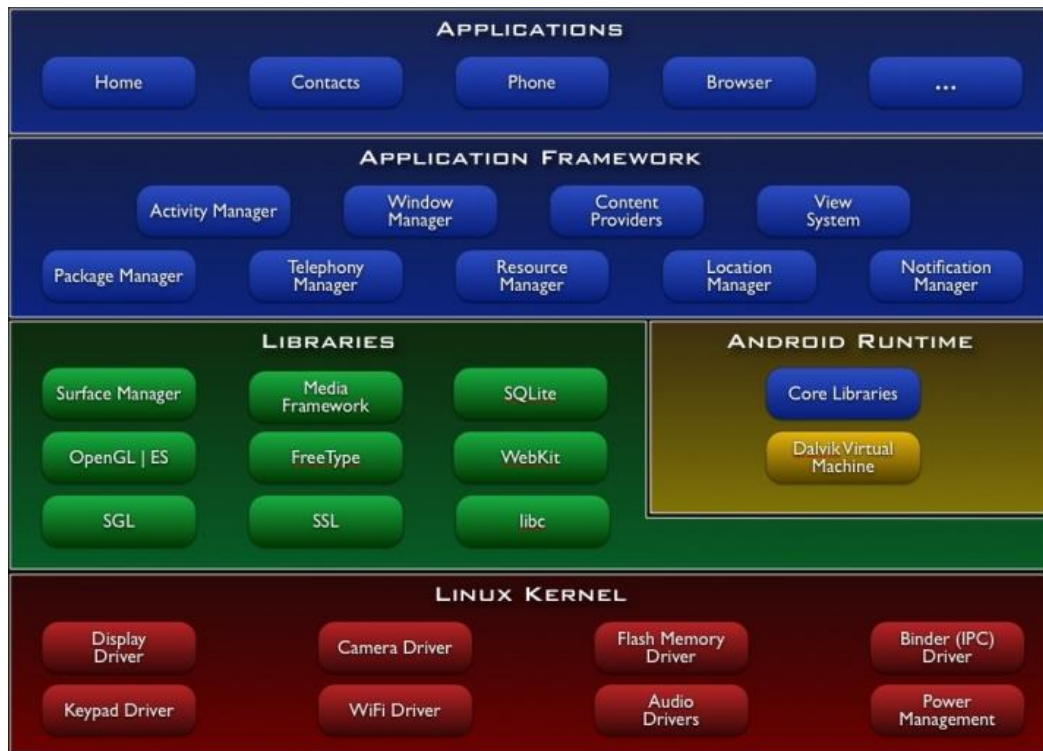 APPLICATIONS
Home Contacts Phone Browser ...
APPLICATION FRAMEWORK
Activity Manager
Window
Manager
Content
Providers
View
System
Package Manager
Telephony
Manager
Resource
Manager
Location
Manager
Notification
Manager
LIBRARIES
Surface Manager
Media
Framework
SQLite
OpenGL | ES
FreeType
WebKit
SGL
SSL
libc
ANDROID RUNTIME
Core Libraries
Dalvik Virtual
Machine
LINUX KERNEL
Display
Driver
Camera Driver
Flash Memory
Driver
Binder (IPC)
Driver
Keypad Driver
WiFi Driver
Audio
Drivers
Power
Management